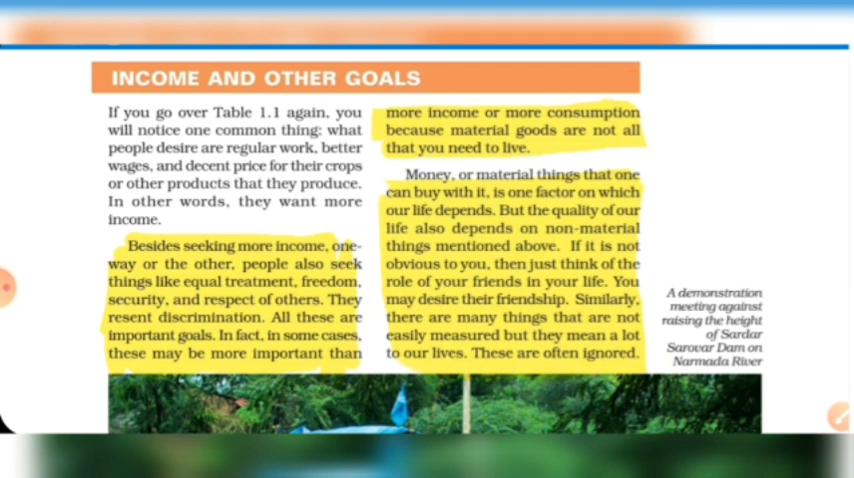 INCOME AND OTHER GOALS
If you go over Table 1.1 again, you
will notice one common thing: what
people desire are regular work, better
wages, and decent price for their crops
or other products that they produce.
In other words, they want more
income.
Besides seeking more income, one-
way or the other, people also seek
things like equal treatment, freedom,
security, and respect of others. They
resent discrimination. All these are
important goals. In fact, in some cases,
these may be more important than
more income or more consumption
because material goods are not all
that you need to live.
Money, or material things that one
can buy with it, is one factor on which
our life depends. But the quality of our
life also depends on non-material
things mentioned above. If it is not
obvious to you, then just think of the
role of your friends in your life. You
may desire their friendship. Similarly,
there are many things that are not
easily measured but they mean a lot
to our lives. These are often ignored.
A demonstration
meeting against
raising the height
of Sardar
Sarovar Dam on
Narmada River